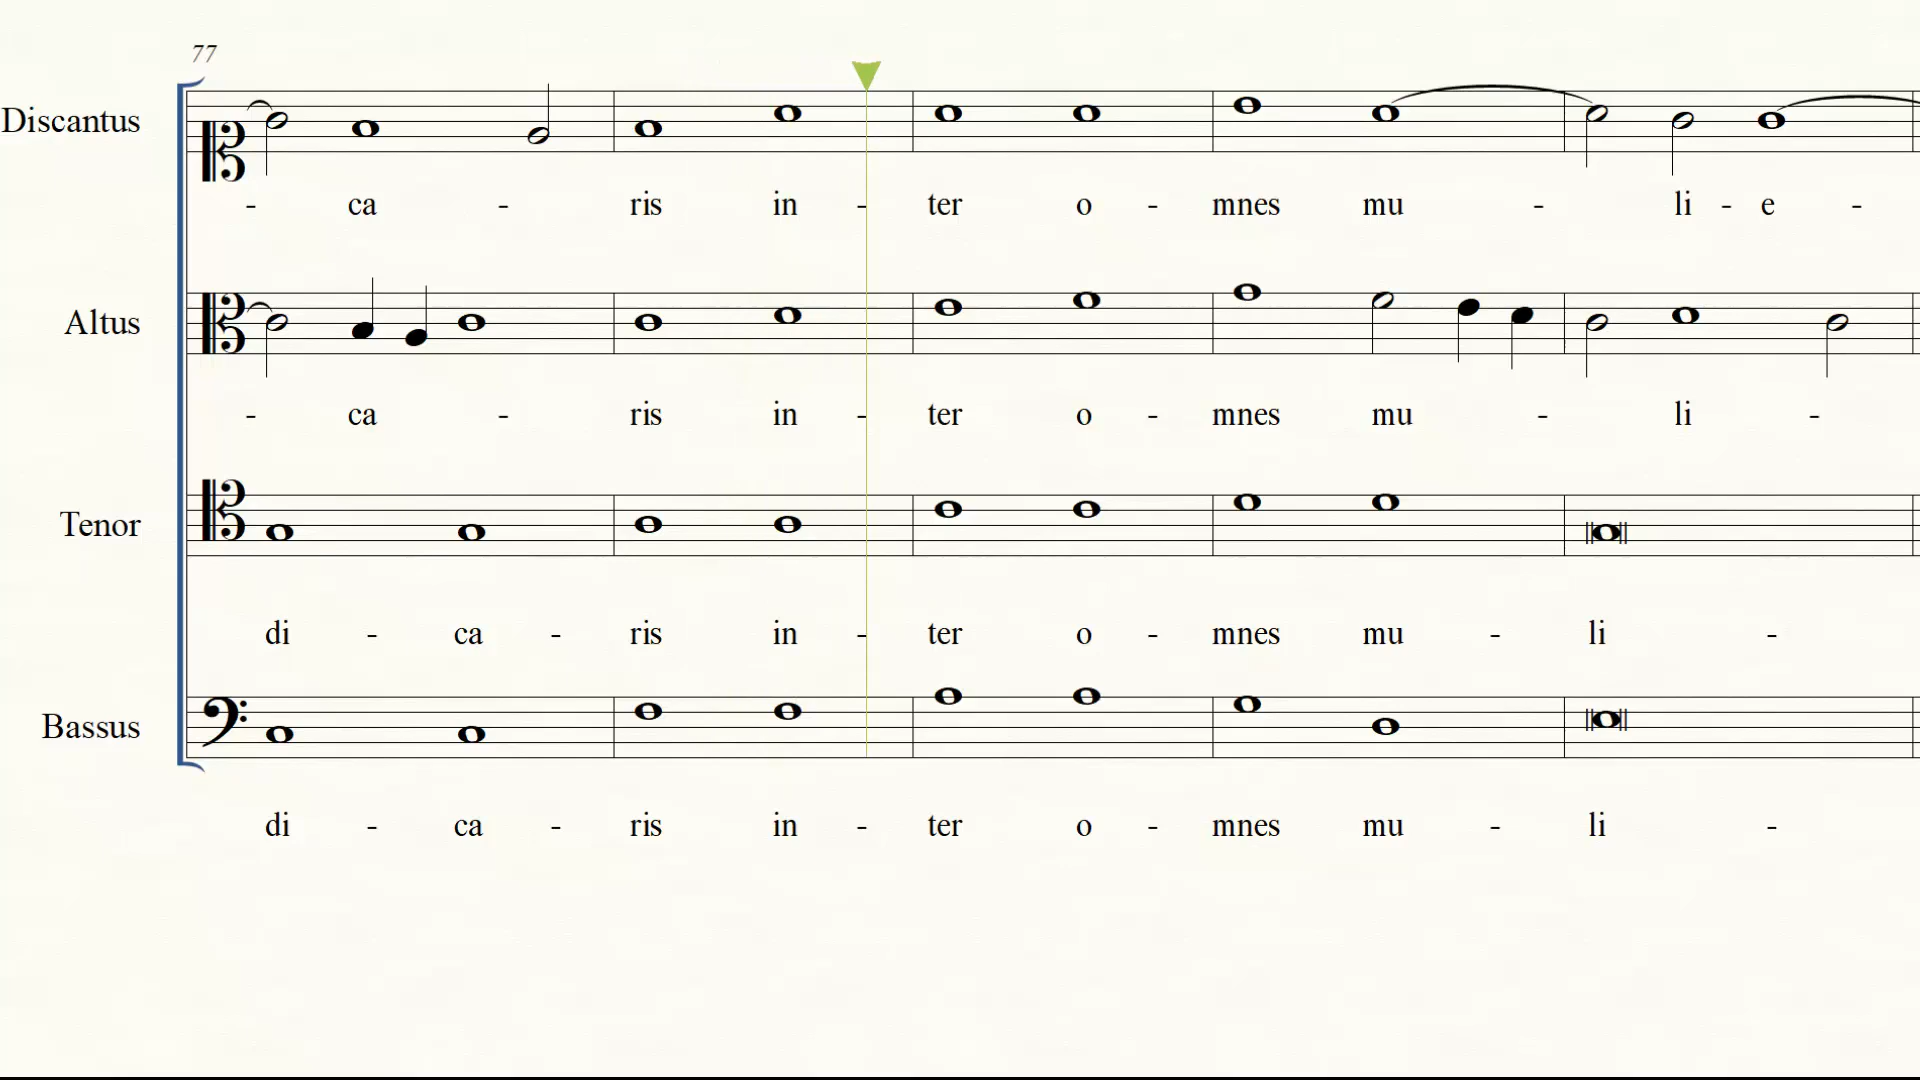 77
Discantus
- ca - ris in - ter o - mnes mu - li - e -
Altus
- ca - ris in - ter o - mnes mu - li -
Tenor
di - ca - ris in - ter o - mnes mu - li -
Bassus
di - ca - ris in - ter o - mnes mu - li -